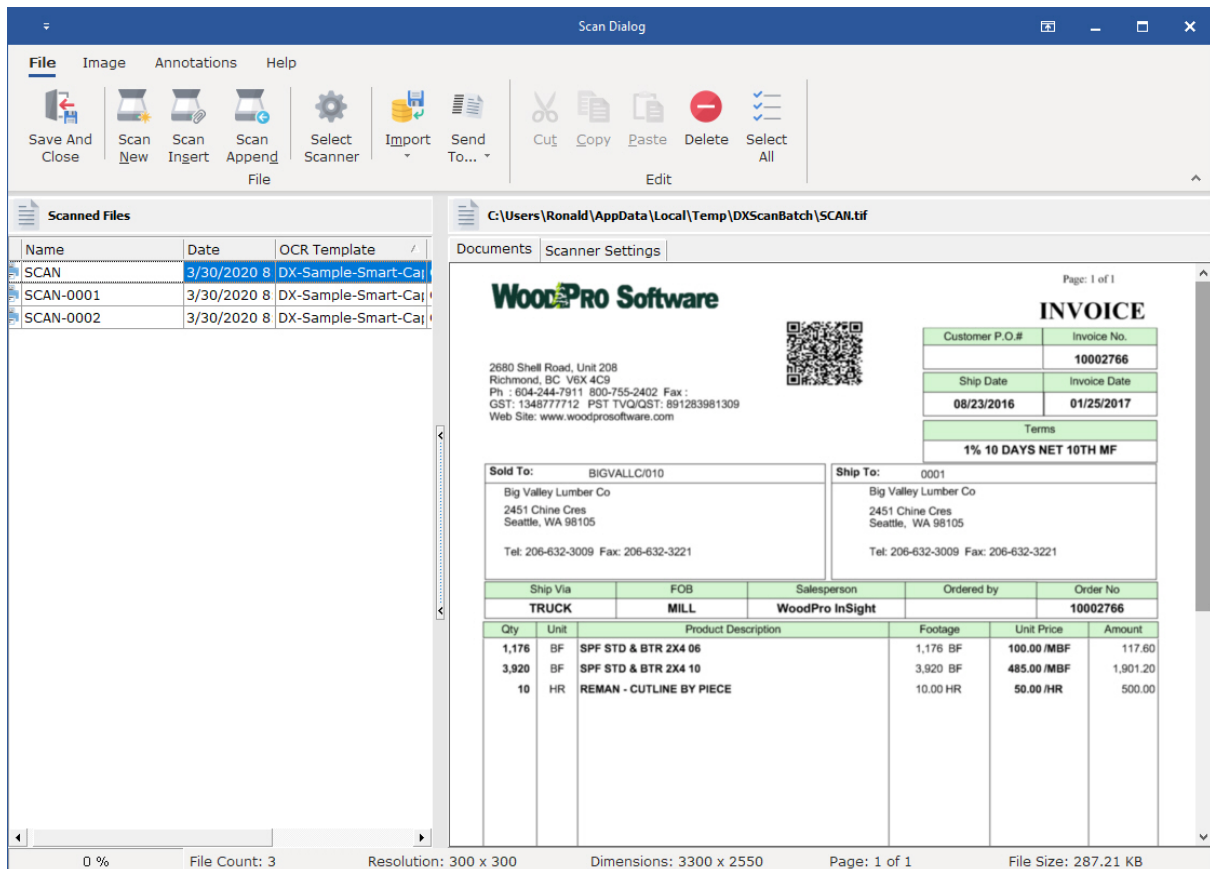 Scan Dialog
File Image Annotations Help
Save And Close
Scan New
Scan Insert
Scan Append
Select Scanner
Import
Send To...
Cut
Copy
Paste
Delete
Select All
File
Edit
Scanned Files
C:\Users\Ronald\AppData\Local\Temp\DXScanBatch\SCAN.tif
Name Date OCR Template
SCAN 3/30/2020 8 DX-Sample-Smart-Cap
SCAN-0001 3/30/2020 8 DX-Sample-Smart-Cap
SCAN-0002 3/30/2020 8 DX-Sample-Smart-Cap
Documents Scanner Settings
Page: 1 of 1
WOODPRO Software
INVOICE
Customer P.O.# Invoice No.
10002766
2680 Shell Road, Unit 208
Richmond, BC V6X 4C9
Ph : 604-244-7911 800-755-2402 Fax :
GST: 1348777712 PST TVQ/QST: 891283981309
Web Site: www.woodprosoftware.com
Ship Date Invoice Date
08/23/2016 01/25/2017
Terms
1% 10 DAYS NET 10TH MF
Sold To: BIGVALLC/010
Big Valley Lumber Co
2451 Chine Cres
Seattle, WA 98105
Tel: 206-632-3009 Fax: 206-632-3221
Ship To: 0001
Big Valley Lumber Co
2451 Chine Cres
Seattle, WA 98105
Tel: 206-632-3009 Fax: 206-632-3221
Ship Via FOB Salesperson Ordered by Order No
TRUCK MILL WoodPro InSight 10002766
Qty Unit Product Description Footage Unit Price Amount
1,176 BF SPF STD & BTR 2X4 06 1,176 BF 100.00 /MBF 117.60
3,920 BF SPF STD & BTR 2X4 10 3,920 BF 485.00 /MBF 1,901.20
10 HR REMAN - CUTLINE BY PIECE 10.00 HR 50.00 /HR 500.00
0 % File Count: 3 Resolution: 300 x 300 Dimensions: 3300 x 2550 Page: 1 of 1 File Size: 287.21 KB